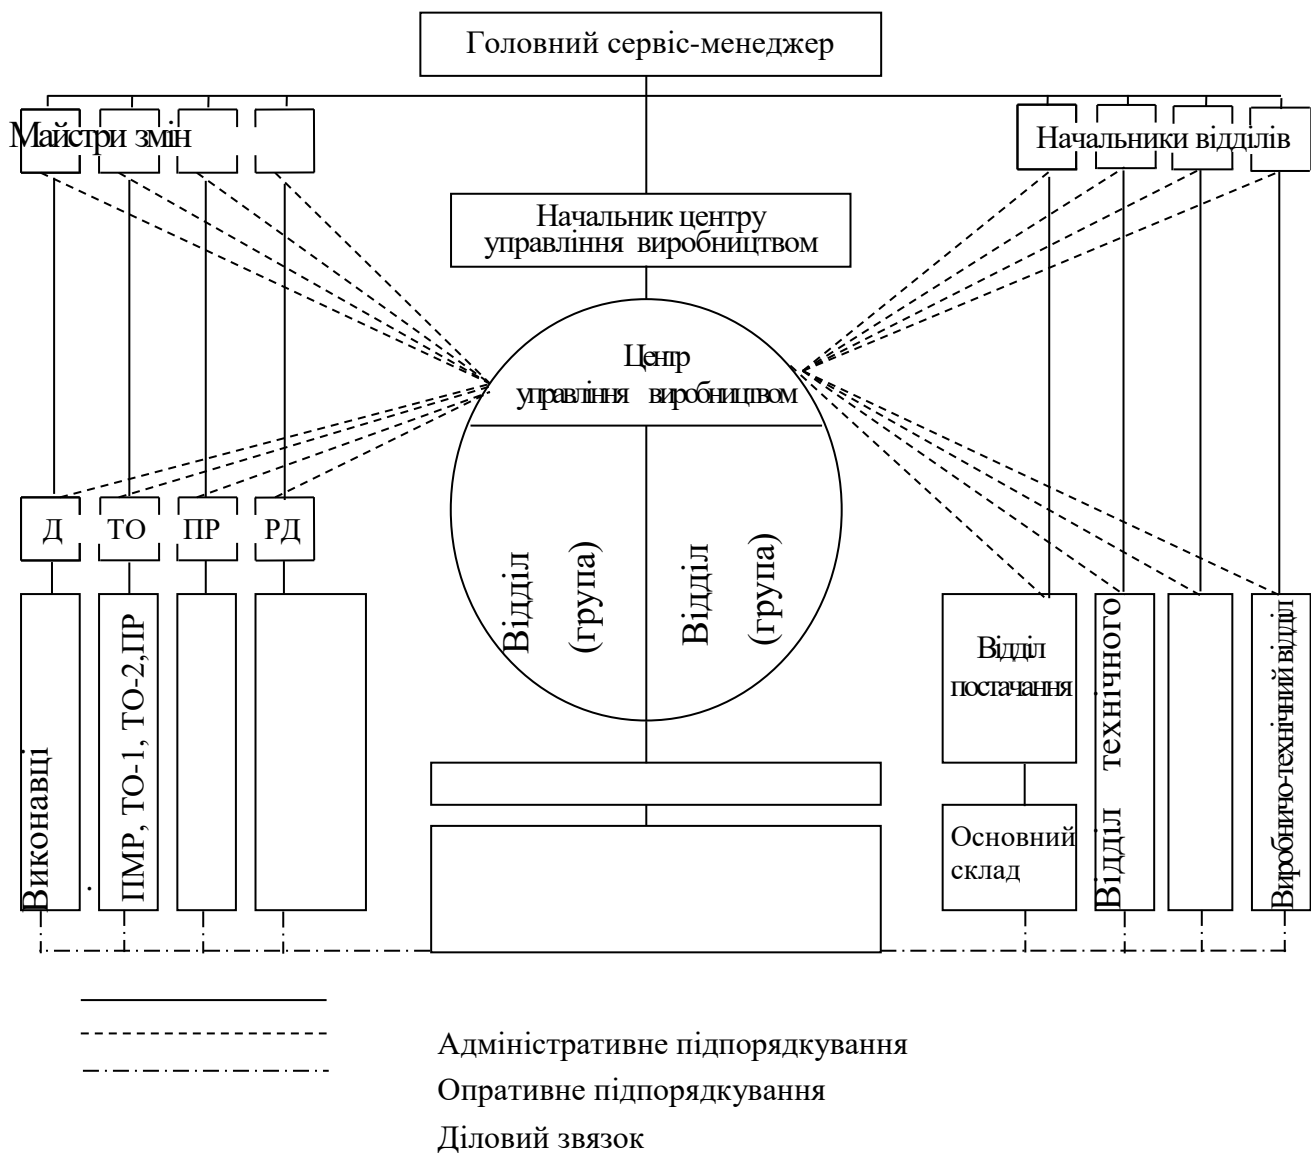 Головний сервіс-менеджер
Майстри змін
Начальники відділів
Начальник центру
управління виробництвом
Центр
управління виробництвом
Д
ТО
ПР
РД
Відділ
(група)
Відділ
(група)
Виконавці
.
ПМР, ТО-1, ТО-2,ПР
Відділ
постачання
Основний
склад
Відділ технічного
Виробничо-технічний відділ
Адміністративне підпорядкування
Опративне підпорядкування
Діловий звязок